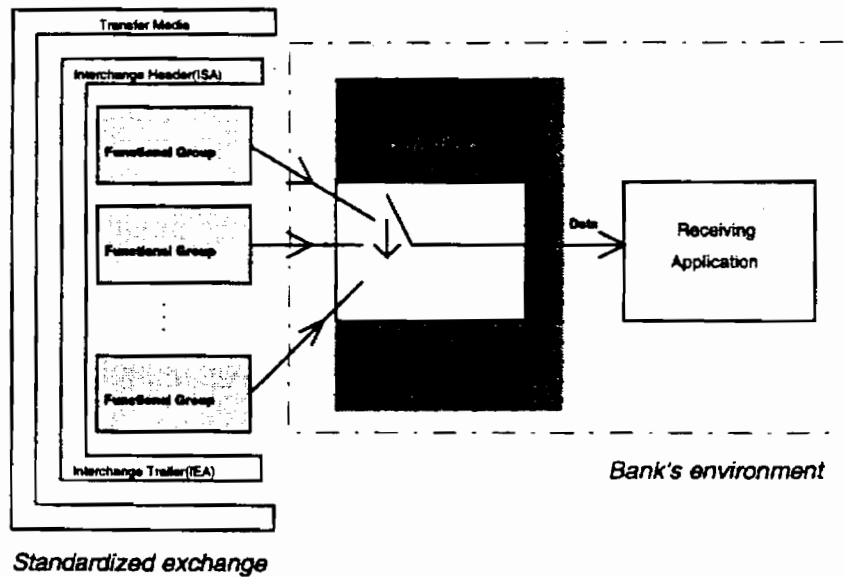 Transfer Media
Interchange Header(ISA)
Functional Group
Functional Group
Functional Group
Data
Receiving
Application
Interchange Trailer(IEA)
Bank's environment
Standardized exchange